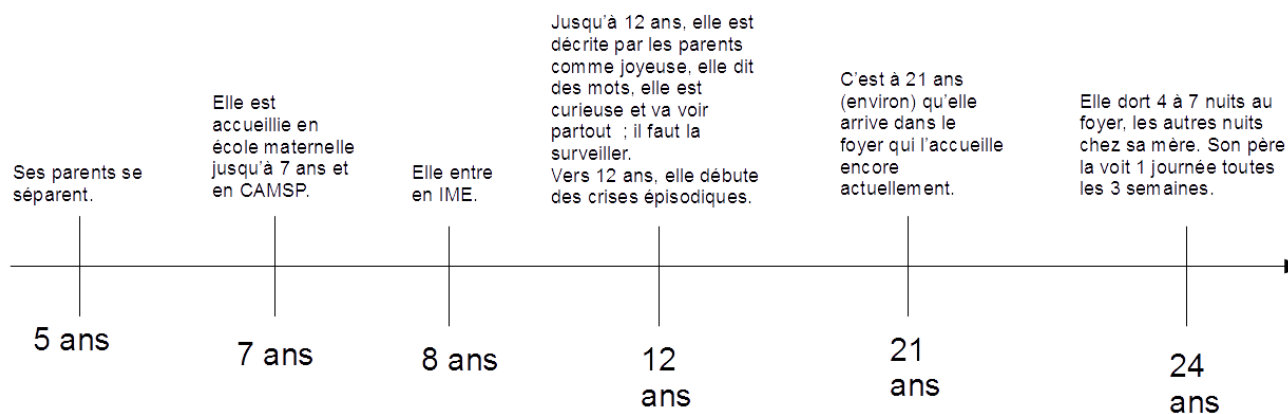 Ses parents se
séparent.
Elle est
accueillie en
école maternelle
jusqu'à 7 ans et
en CAMSP.
Elle entre
en IME.
Jusqu'à 12 ans, elle est
décrite par les parents
comme joyeuse, elle dit
des mots, elle est
curieuse et va voir
partout ; il faut la
surveiller.
Vers 12 ans, elle débute
des crises épisodiques.
C'est à 21 ans
(environ) qu'elle
arrive dans le
foyer qui l'accueille
encore
actuellement.
Elle dort 4 à 7 nuits au
foyer, les autres nuits
chez sa mère. Son père
la voit 1 journée toutes
les 3 semaines.
5 ans
7 ans
8 ans
12
ans
21
ans
24
ans